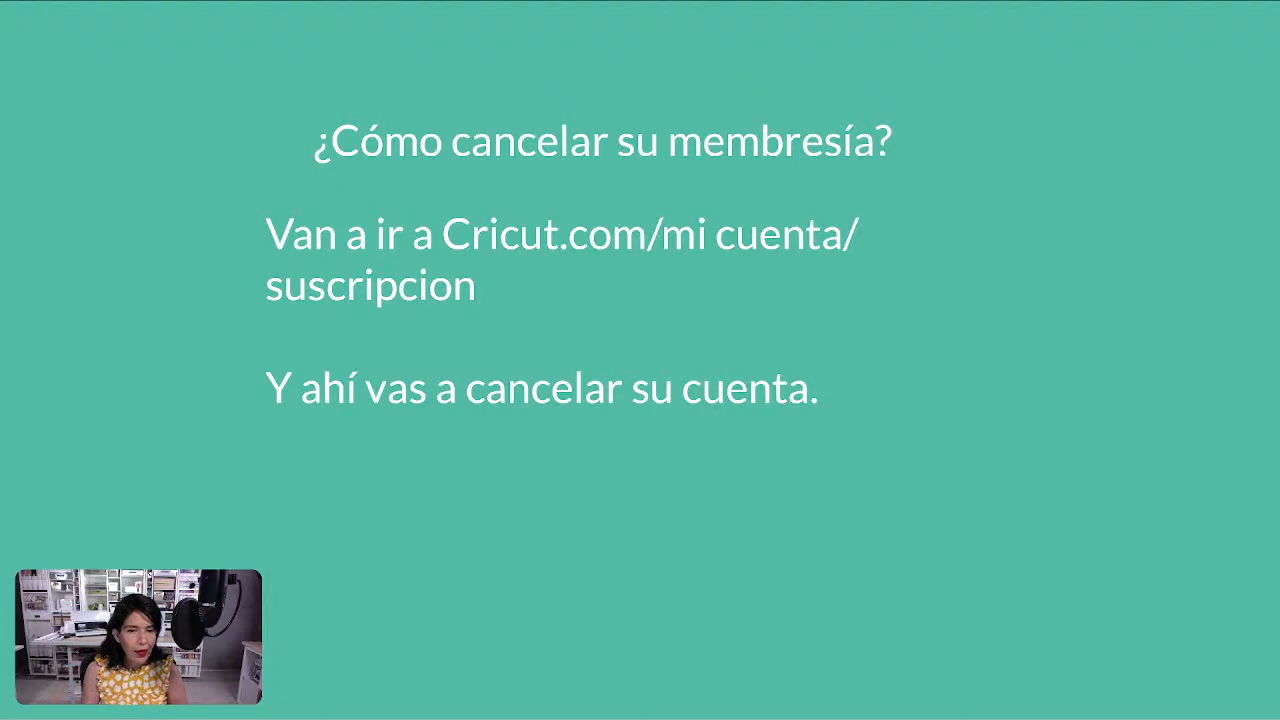 ¿Cómo cancelar su membresía?
Van a ir a Cricut.com/mi cuenta/
suscripcion
Y ahí vas a cancelar su cuenta.